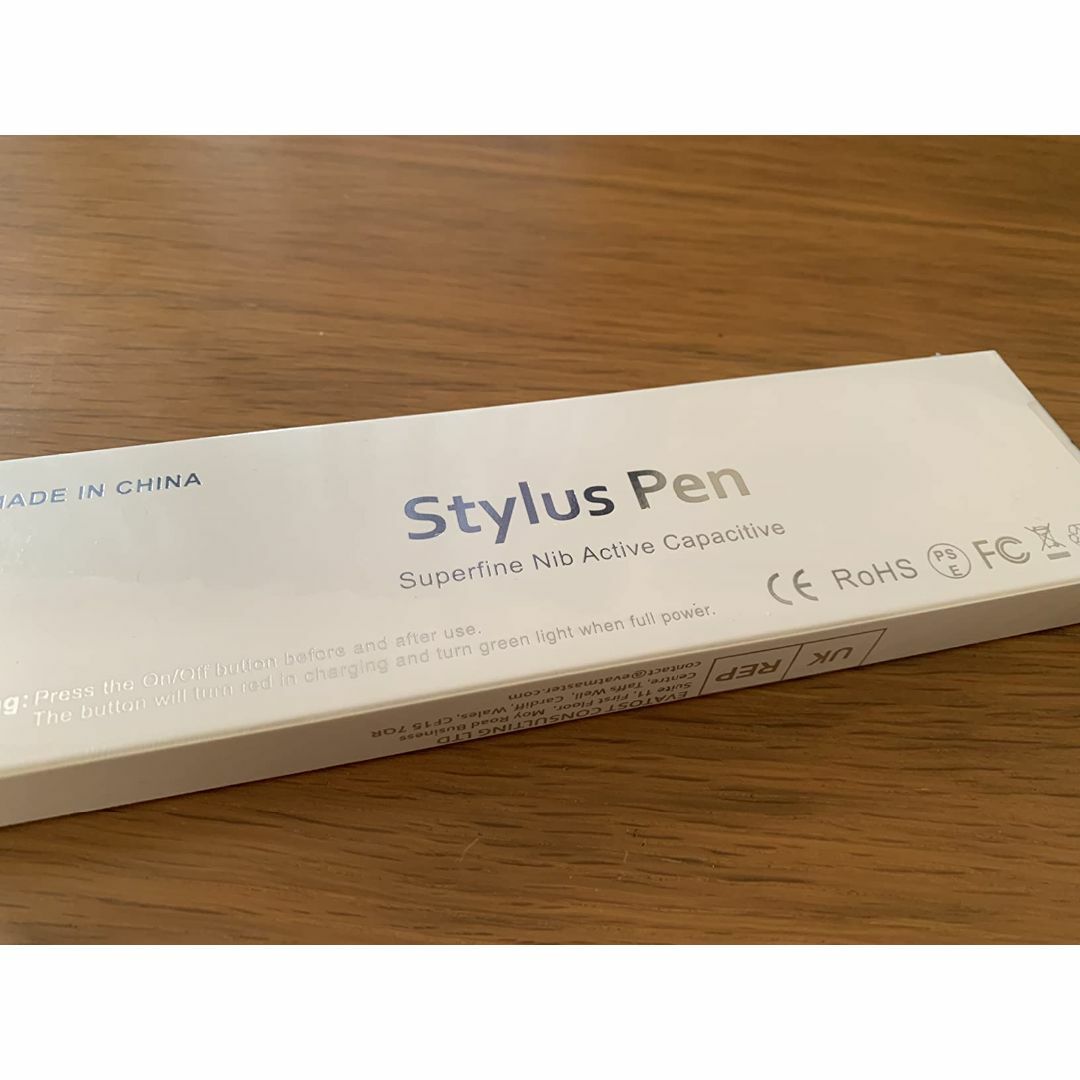 MADE IN CHINA
Stylus Pen
Superfine Nib Active Capacitive
CE RoHS PSE FC
Press the On/Off button before and after use.
The button will turn red in charging and turn green light when full power.
UK REP
EVATOST CONSULTING LTD
Suite 11, First Floor, Moy Road Business
Centre, Taffs Well, Cardiff, Wales, CF15 7QR
contact@evatmaster.com